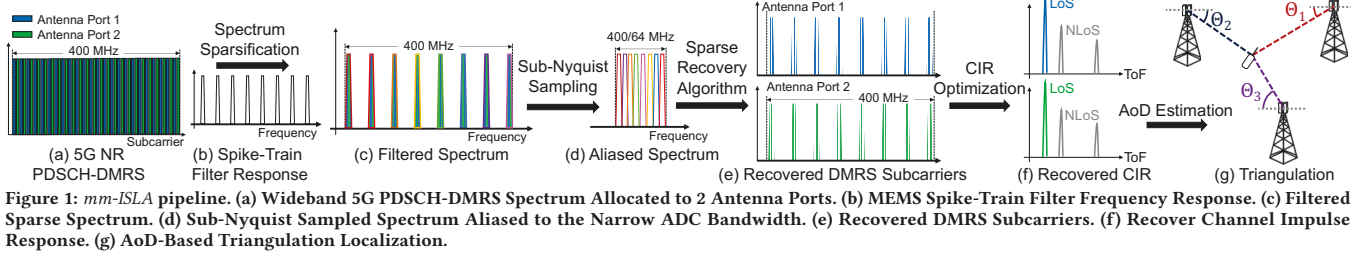 Antenna Port 1
Antenna Port 2
400 MHz
Subcarrier
(a) 5G NR
PDSCH-DMRS
Spectrum
Sparsification
Frequency
(b) Spike-Train
Filter Response
400 MHz
Frequency
(c) Filtered Spectrum
Sub-Nyquist
Sampling
400/64 MHz
Frequency
(d) Aliased Spectrum
Sparse
Recovery
Algorithm
Antenna Port 1
Antenna Port 2
400 MHz
(e) Recovered DMRS Subcarriers
CIR
Optimization
LoS
NLoS
ToF
LoS
NLoS
ToF
(f) Recovered CIR
AoD Estimation
Θ2
Θ1
Θ3
(g) Triangulation
Figure 1: mm-ISLA pipeline. (a) Wideband 5G PDSCH-DMRS Spectrum Allocated to 2 Antenna Ports. (b) MEMS Spike-Train Filter Frequency Response. (c) Filtered
Sparse Spectrum. (d) Sub-Nyquist Sampled Spectrum Aliased to the Narrow ADC Bandwidth. (e) Recovered DMRS Subcarriers. (f) Recover Channel Impulse
Response. (g) AoD-Based Triangulation Localization.